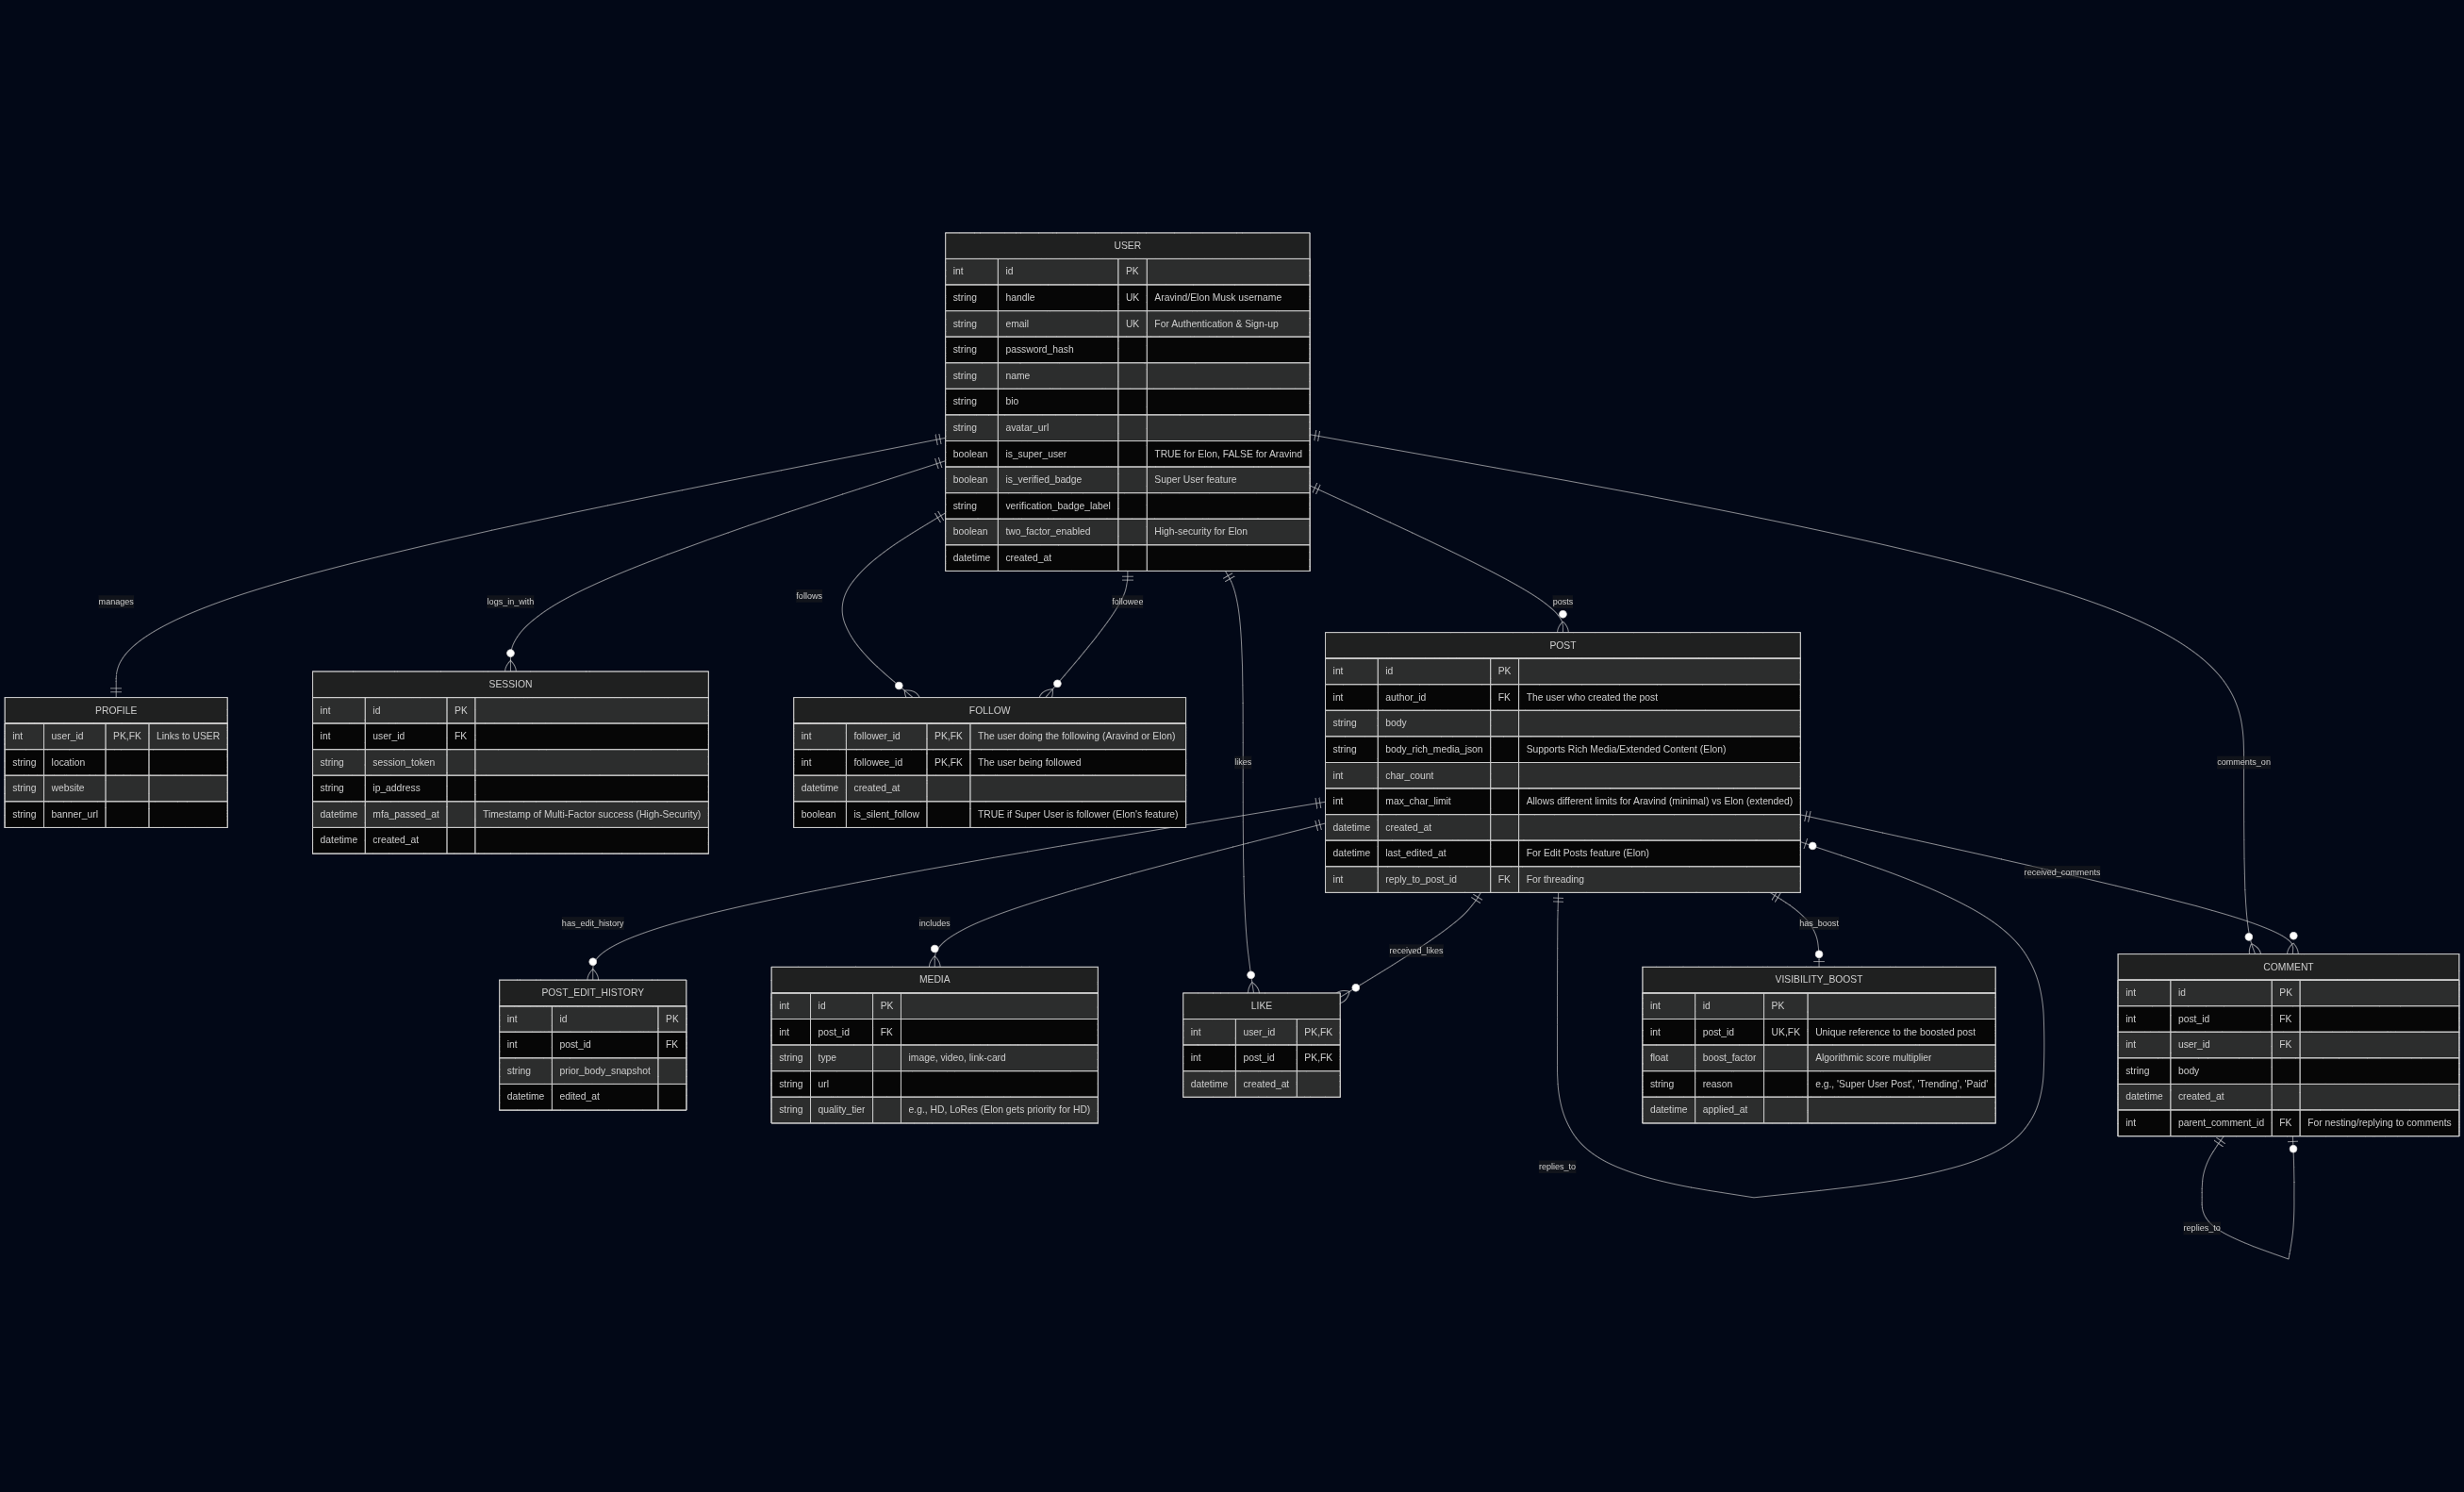 USER
int id PK
string handle UK Aravind/Elon Musk username
string email UK For Authentication & Sign-up
string password_hash
string name
string bio
string avatar_url
boolean is_super_user TRUE for Elon, FALSE for Aravind
boolean is_verified_badge Super User feature
string verification_badge_label
boolean two_factor_enabled High-security for Elon
datetime created_at
manages
logs_in_with
follows
followee
likes
posts
comments_on
PROFILE
int user_id PK,FK Links to USER
string location
string website
string banner_url
SESSION
int id PK
int user_id FK
string session_token
string ip_address
datetime mfa_passed_at Timestamp of Multi-Factor success (High-Security)
datetime created_at
FOLLOW
int follower_id PK,FK The user doing the following (Aravind or Elon)
int followee_id PK,FK The user being followed
datetime created_at
boolean is_silent_follow TRUE if Super User is follower (Elon's feature)
POST
int id PK
int author_id FK The user who created the post
string body
string body_rich_media_json Supports Rich Media/Extended Content (Elon)
int char_count
int max_char_limit Allows different limits for Aravind (minimal) vs Elon (extended)
datetime created_at
datetime last_edited_at For Edit Posts feature (Elon)
int reply_to_post_id FK For threading
has_edit_history
includes
received_likes
has_boost
received_comments
POST_EDIT_HISTORY
int id PK
int post_id FK
string prior_body_snapshot
datetime edited_at
MEDIA
int id PK
int post_id FK
string type image, video, link-card
string url
string quality_tier e.g., HD, LoRes (Elon gets priority for HD)
LIKE
int user_id PK,FK
int post_id PK,FK
datetime created_at
VISIBILITY_BOOST
int id PK
int post_id UK,FK Unique reference to the boosted post
float boost_factor Algorithmic score multiplier
string reason e.g., 'Super User Post', 'Trending', 'Paid'
datetime applied_at
COMMENT
int id PK
int post_id FK
int user_id FK
string body
datetime created_at
int parent_comment_id FK For nesting/replying to comments
replies_to
replies_to